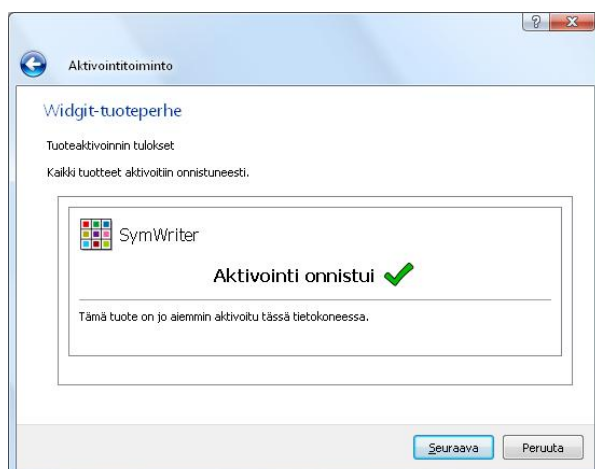 Aktivointitoiminto
Widgit-tuoteperhe
Tuoteaktivoinnin tulokset
Kaikki tuotteet aktivoitiin onnistuneesti.
SymWriter
Aktivointi onnistui
Tämä tuote on jo aiemmin aktivoitu tässä tietokoneessa.
Seuraava Peruuta